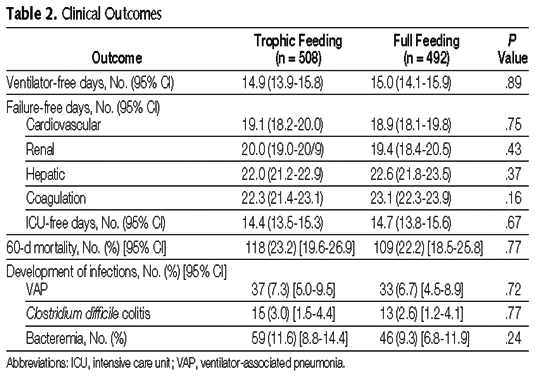 Table 2. Clinical Outcomes
Outcome Trophic Feeding (n = 508) Full Feeding (n = 492) P Value
Ventilator-free days, No. (95% CI) 14.9 (13.9-15.8) 15.0 (14.1-15.9) .89
Failure-free days, No. (95% CI)
Cardiovascular 19.1 (18.2-20.0) 18.9 (18.1-19.8) .75
Renal 20.0 (19.0-20/9) 19.4 (18.4-20.5) .43
Hepatic 22.0 (21.2-22.9) 22.6 (21.8-23.5) .37
Coagulation 22.3 (21.4-23.1) 23.1 (22.3-23.9) .16
ICU-free days, No. (95% CI) 14.4 (13.5-15.3) 14.7 (13.8-15.6) .67
60-d mortality, No. (%) [95% CI] 118 (23.2) [19.6-26.9] 109 (22.2) [18.5-25.8] .77
Development of infections, No. (%) [95% CI]
VAP 37 (7.3) [5.0-9.5] 33 (6.7) [4.5-8.9] .72
Clostridium difficile colitis 15 (3.0) [1.5-4.4] 13 (2.6) [1.2-4.1] .77
Bacteremia, No. (%) 59 (11.6) [8.8-14.4] 46 (9.3) [6.8-11.9] .24
Abbreviations: ICU, intensive care unit; VAP, ventilator-associated pneumonia.